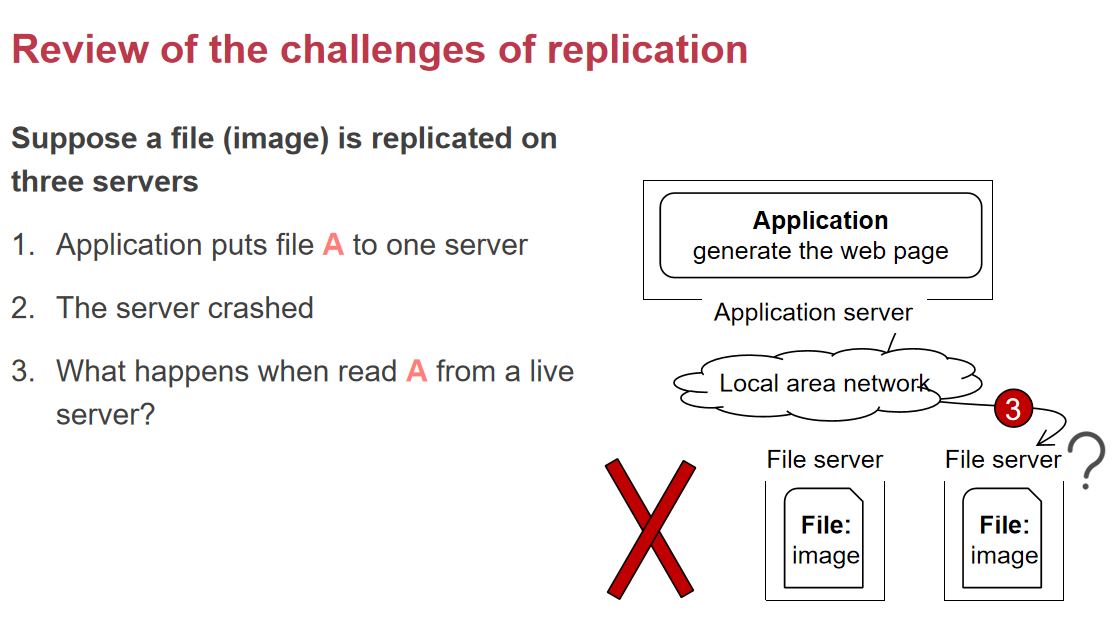 Review of the challenges of replication
Suppose a file (image) is replicated on
three servers
1. Application puts file A to one server
2. The server crashed
3. What happens when read A from a live
server?
Application
generate the web page
Application server
Local area network
3
File server
File server
?
File:
image
File:
image